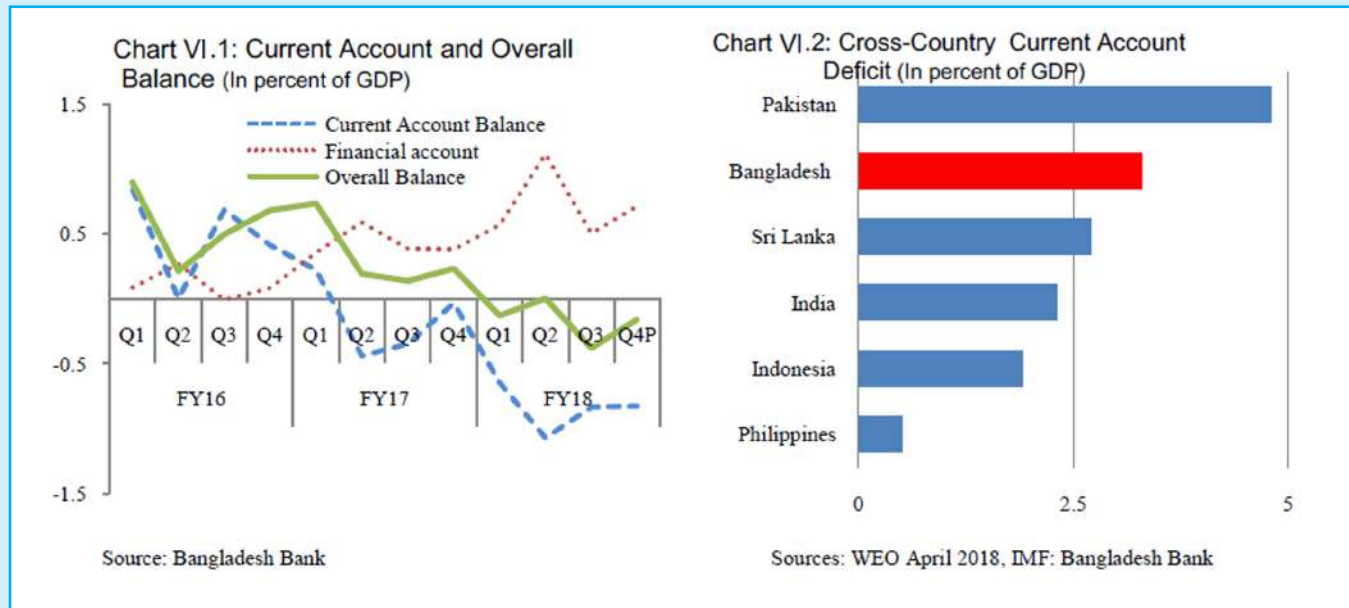 Chart VI.1: Current Account and Overall
Balance (In percent of GDP)
1.5
0.5
-0.5
-1.5
Current Account Balance
Financial account
Overall Balance
Q1 Q2 Q3 Q4 Q1 Q2 Q3 Q4 Q1 Q2 Q3 Q4P
FY16 FY17 FY18
Source: Bangladesh Bank
Chart VI.2: Cross-Country Current Account
Deficit (In percent of GDP)
Pakistan
Bangladesh
Sri Lanka
India
Indonesia
Philippines
0 2.5 5
Sources: WEO April 2018, IMF: Bangladesh Bank